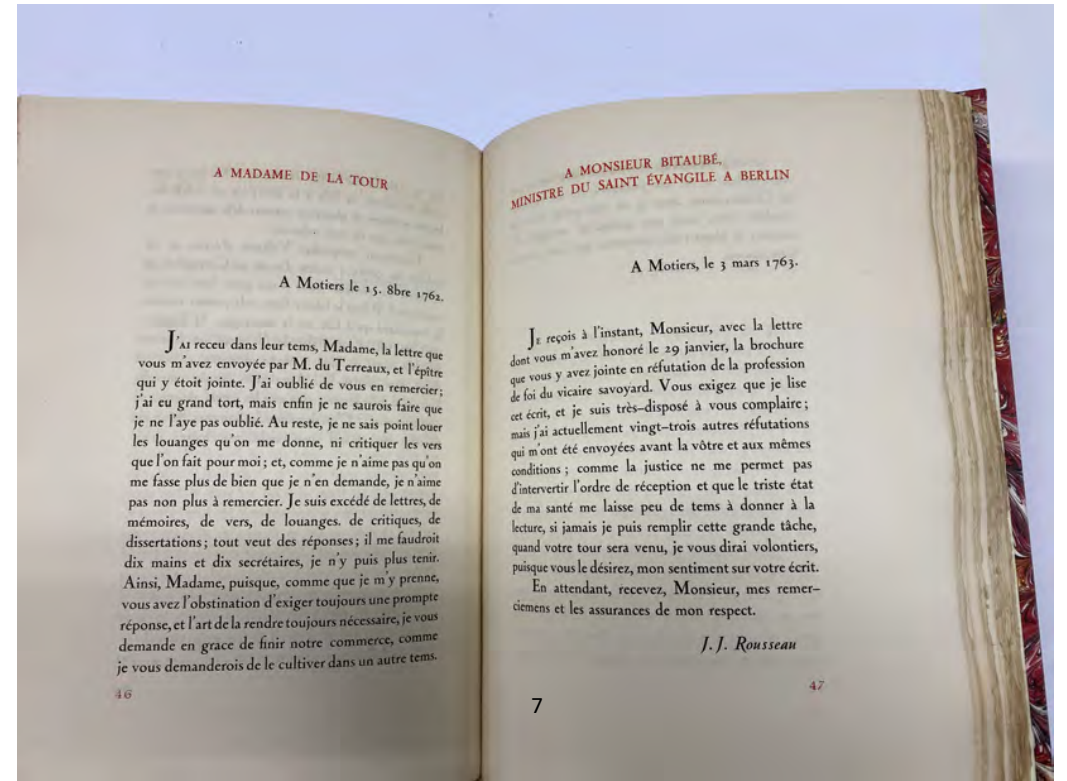 A MADAME DE LA TOUR
A Motiers le 15. 8bre 1762.
J'AI receu dans leur tems, Madame, la lettre que
vous m'avez envoyée par M. du Terreaux, et l'épître
qui y étoit jointe. J'ai oublié de vous en remercier;
j'ai eu grand tort, mais enfin je ne saurois faire que
je ne l'aye pas oublié. Au reste, je ne sais point louer
les louanges qu'on me donne, ni critiquer les vers
que l'on fait pour moi; et, comme je n'aime pas qu'on
me fasse plus de bien que je n'en demande, je n'aime
pas non plus à remercier. Je suis excédé de lettres, de
mémoires, de vers, de louanges. de critiques, de
dissertations; tout veut des réponses; il me faudroit
dix mains et dix secrétaires, je n'y puis plus tenir.
Ainsi, Madame, puisque, comme que je m'y prenne,
vous avez l'obstination d'exiger toujours une prompte
réponse, et l'art de la rendre toujours nécessaire, je vous
demande en grace de finir notre commerce, comme
je vous demanderois de le cultiver dans un autre tems.
46
A MONSIEUR BITAUBÉ,
MINISTRE DU SAINT ÉVANGILE A BERLIN
A Motiers, le 3 mars 1763.
JE reçois à l'instant, Monsieur, avec la lettre
dont vous m'avez honoré le 29 janvier, la brochure
que vous y avez jointe en réfutation de la profession
de foi du vicaire savoyard. Vous exigez que je lise
cet écrit, et je suis très-disposé à vous complaire;
mais j'ai actuellement vingt-trois autres réfutations
qui m'ont été envoyées avant la vôtre et aux mêmes
conditions; comme la justice ne me permet pas
d'intervertir l'ordre de réception et que le triste état
de ma santé me laisse peu de tems à donner à la
lecture, si jamais je puis remplir cette grande tâche,
quand votre tour sera venu, je vous dirai volontiers,
puisque vous le désirez, mon sentiment sur votre écrit.
En attendant, recevez, Monsieur, mes remer-
ciemens et les assurances de mon respect.
J. J. Rousseau
47
7